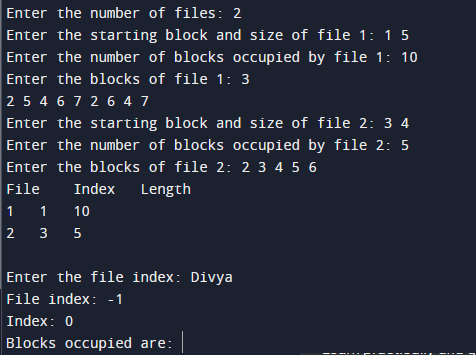 Enter the number of files: 2
Enter the starting block and size of file 1: 1 5
Enter the number of blocks occupied by file 1: 10
Enter the blocks of file 1: 3
2 5 4 6 7 2 6 4 7
Enter the starting block and size of file 2: 3 4
Enter the number of blocks occupied by file 2: 5
Enter the blocks of file 2: 2 3 4 5 6
File    Index   Length
1   1   10
2   3   5

Enter the file index: Divya
File index: -1
Index: 0
Blocks occupied are: